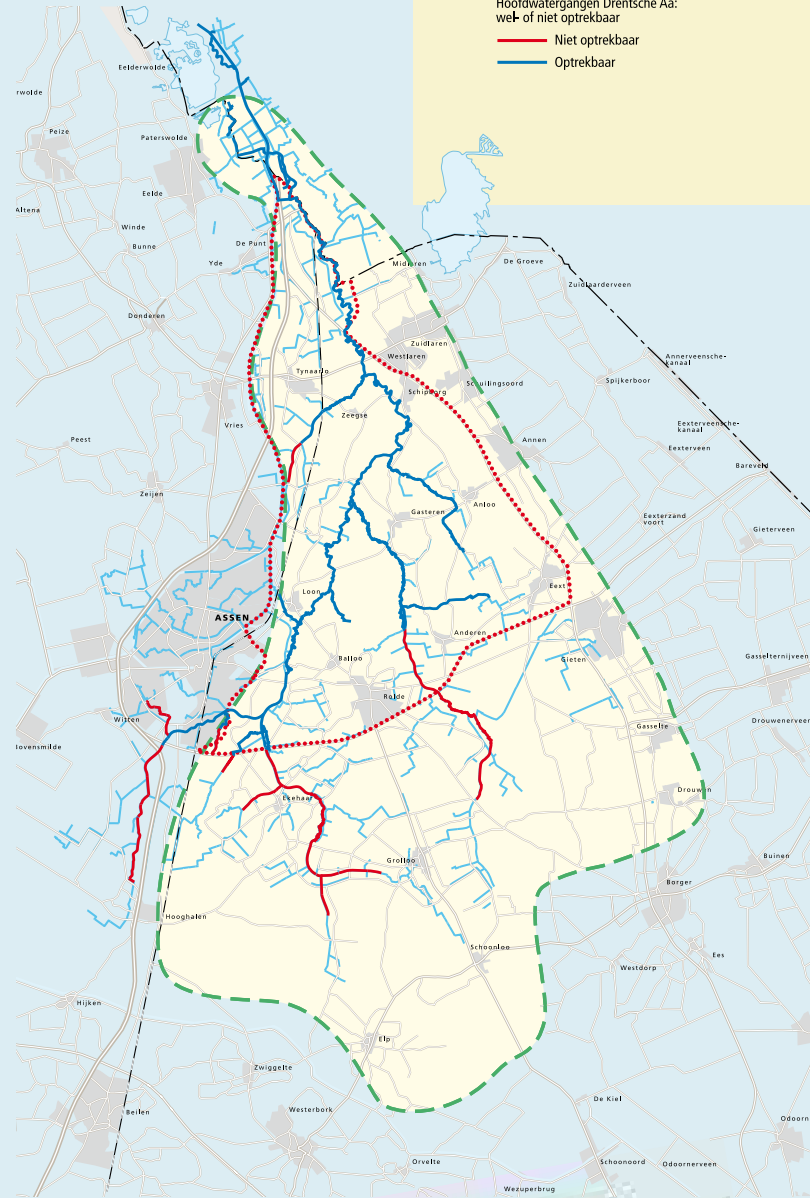 Hoofdwatergangen Drentsche Aa:
wel- of niet optrekbaar
Niet optrekbaar
Optrekbaar
Eelderwolde
rwolde
Peize
Paterswolde
Eelde
Altena
Winde
Bunne
De Punt
Yde
Midlaren
De Groeve
Zuidlaarderveen
Donderen
Zuidlaren
Westlaren
Annerveensche-
kanaal
Tynaarlo
Schipborg
Schuilingsoord
Spijkerboor
Zeegse
Vries
Eexterveensche-
kanaal
Peest
Annen
Eexterveen
Bareveld
Zeijen
Anloo
Gasteren
Eexterzand
voort
Gieterveen
Eext
Loon
ASSEN
Anderen
Balloo
Gieten
Gasselternijveen
Rolde
Witten
Gasselte
Drouwenerveen
lovensmilde
Ekehaar
Drouwen
Grolloo
Buinen
Borger
Hooghalen
Schoonloo
Ees
Westdorp
Hijken
Elp
Zwiggelte
De Kiel
Beilen
Westerbork
Odoorn
Orvelte
Schoonoord
Odoornerveen
Wezuperbrug